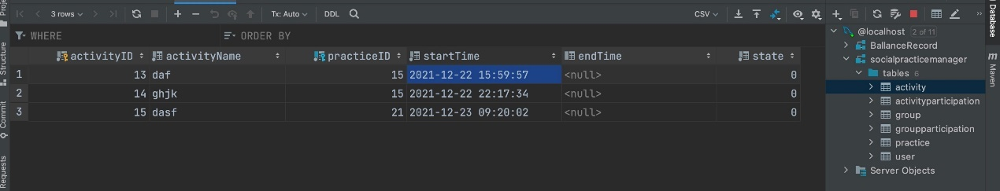 3 rows
Tx: Auto
DDL
CSV
WHERE
ORDER BY
activityID activityName practiceID startTime endTime state
1 13 daf 15 2021-12-22 15:59:57 <null> 0
2 14 ghjk 15 2021-12-22 22:17:34 <null> 0
3 15 dasf 21 2021-12-23 09:20:02 <null> 0
Structure
Commit
Requests
@localhost 2 of 11
BallanceRecord
socialpracticemanager
tables 6
activity
activityparticipation
group
groupparticipation
practice
user
Server Objects
Database
m Maven